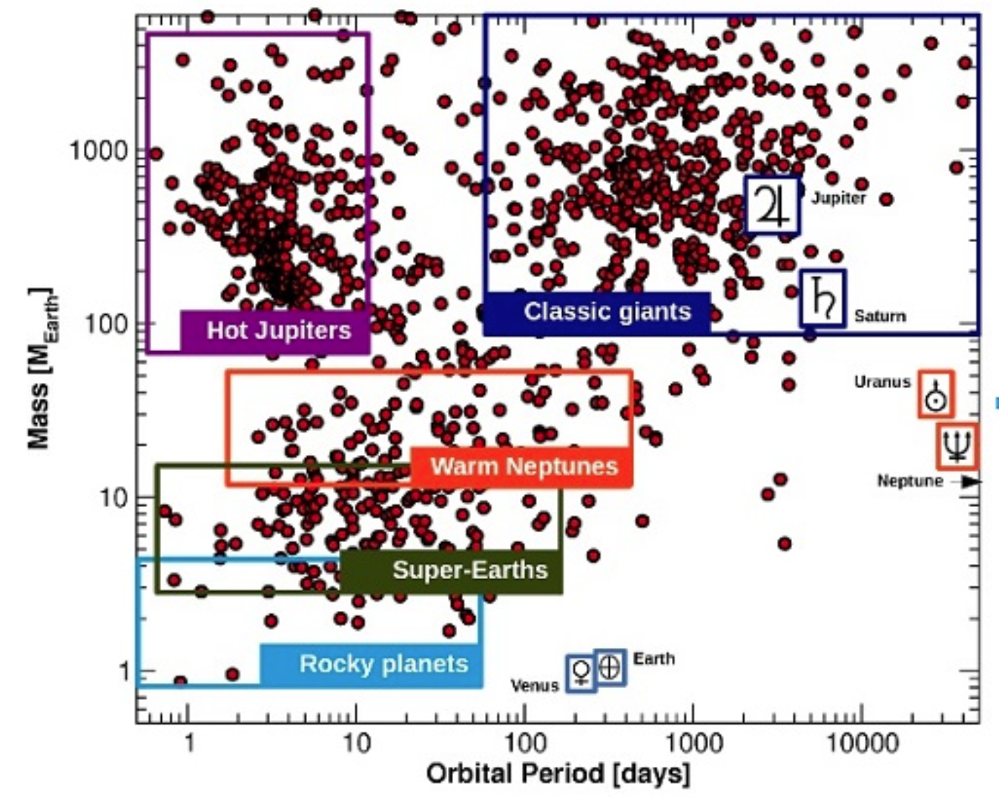 1000
100
10
1
Mass [M_Earth]
Hot Jupiters
Classic giants
Jupiter
Saturn
Warm Neptunes
Uranus
Neptune
Super-Earths
Rocky planets
Venus
Earth
1 10 100 1000 10000
Orbital Period [days]